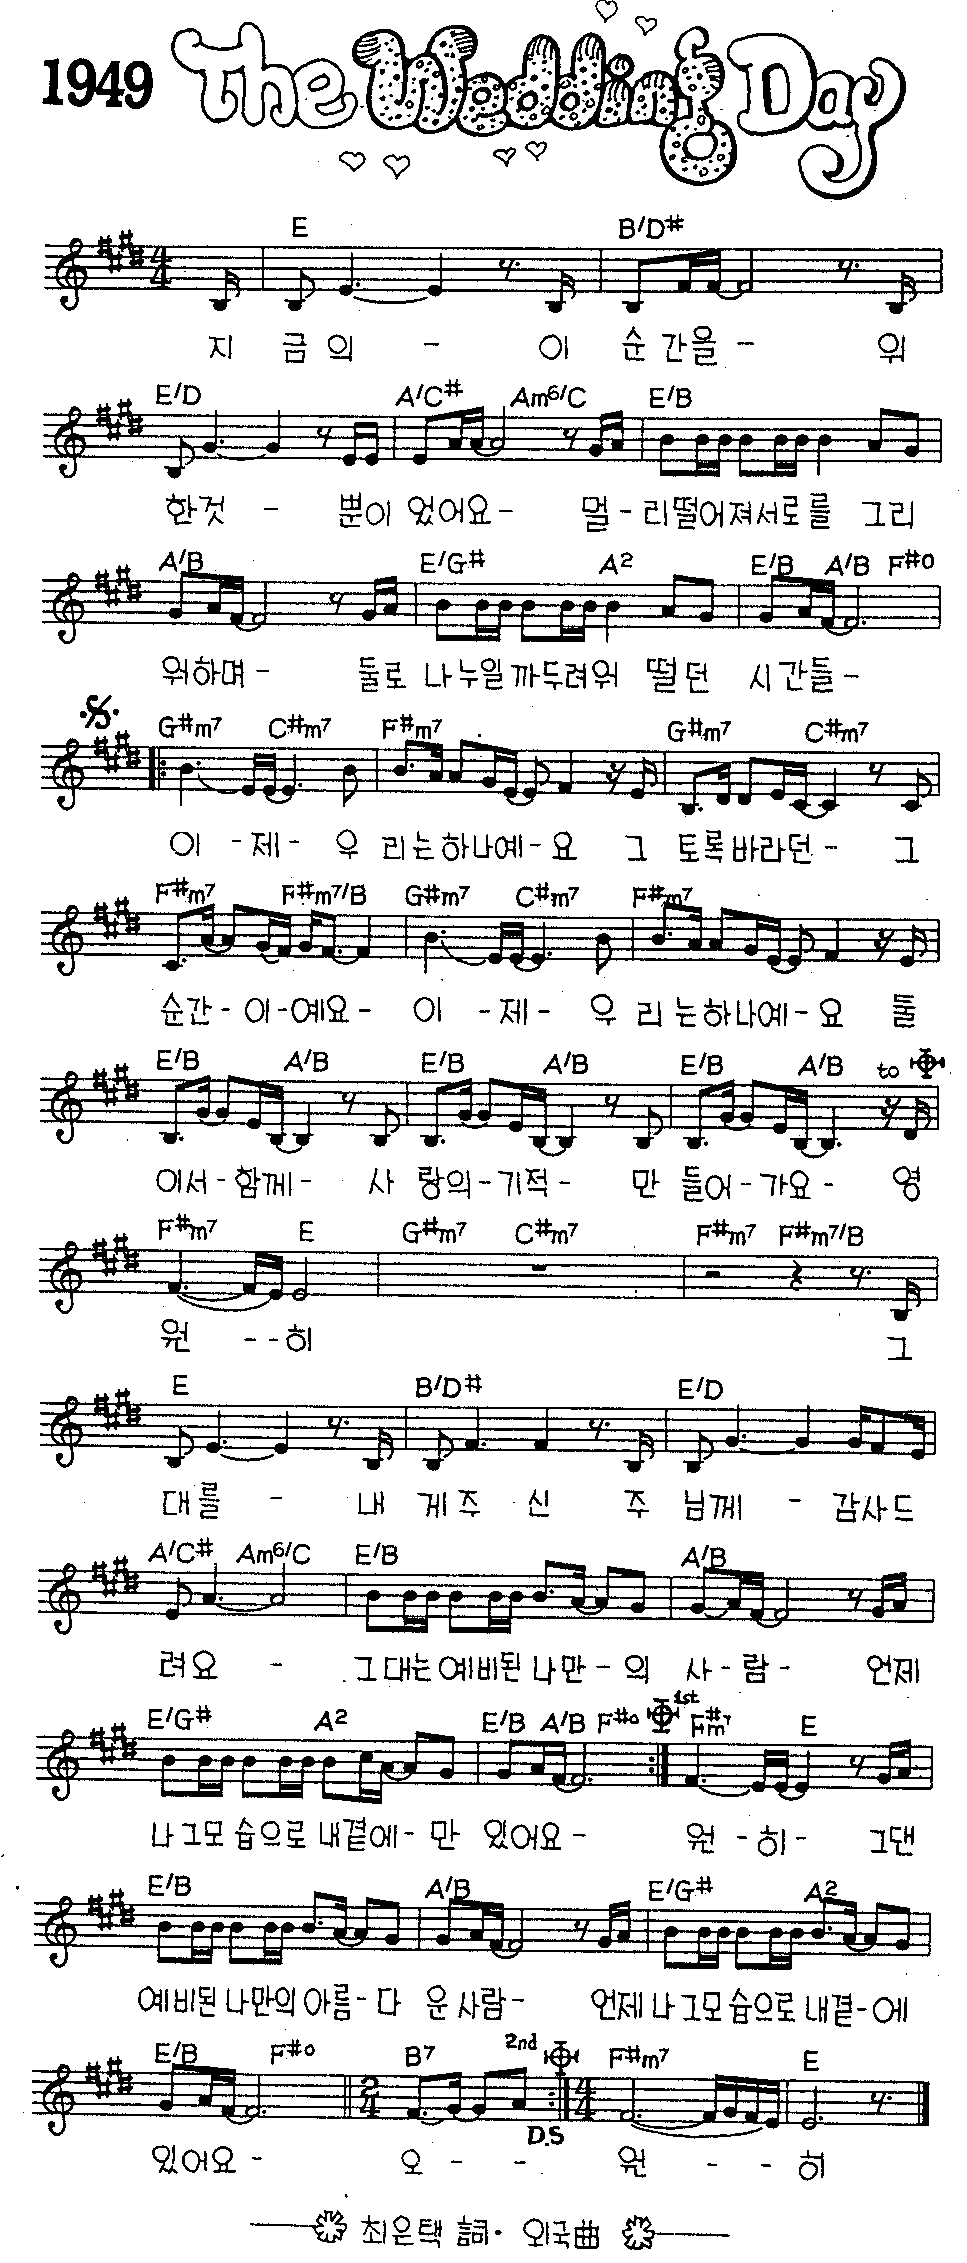 1949 The Wedding Day
E B/D#
지 금의 - 이 순 간을 - 위
E/D A/C# Am6/C E/B
한것 - 뿐이 었어요 - 멀 - 리떨어져서로를 그리
A/B E/G# A2 E/B A/B F#o
워하며 - 둘로 나 누일 까두려워 떨 던 시간들 -
G#m7 C#m7 F#m7 G#m7 C#m7
이 - 제 - 우 리는하나예 - 요 그 토록바라던 - 그
F#m7 F#m7/B G#m7 C#m7 F#m7
순간 - 이 - 예요 - 이 - 제 - 우 리 는하나예 - 요 둘
E/B A/B E/B A/B E/B A/B to
이서 - 함께 - 사 랑의 - 기적 - 만 들어 - 가요 - 영
F#m7 E G#m7 C#m7 F#m7 F#m7/B
원 - - 히 그
E B/D# E/D
대를 - 내 게주 신 주 님께 - 감사드
A/C# Am6/C E/B A/B
려요 - 그대는예비된나만 - 의 사 - 람 - 언제
E/G# A2 E/B A/B F#o 1st F#m7 E
나그모 습으로 내곁에 - 만 있어요 - 원 - 히 - 그댄
E/B A/B E/G# A2
예비된나만의아름 - 다 운사람 - 언제나그모습으로내곁 - 에
E/B F#o B7 2nd F#m7 E
D.S
있어요 - 오 - - 원 - - 히
최은택 詞· 외국曲